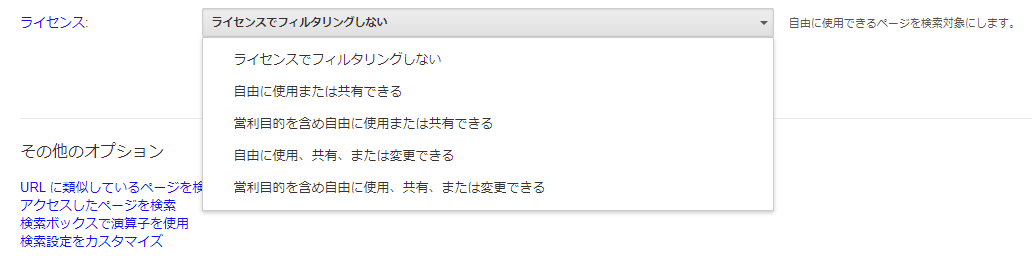 ライセンス:
ライセンスでフィルタリングしない
自由に使用できるページを検索対象にします。
ライセンスでフィルタリングしない
自由に使用または共有できる
営利目的を含め自由に使用または共有できる
自由に使用、共有、または変更できる
営利目的を含め自由に使用、共有、または変更できる
その他のオプション
URL に類似しているページを検
アクセスしたページを検索
検索ボックスで演算子を使用
検索設定をカスタマイズ